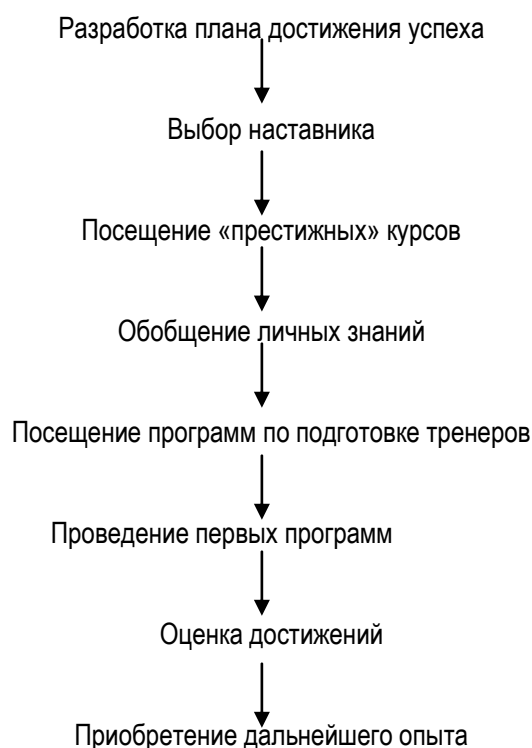 Разработка плана достижения успеха
Выбор наставника
Посещение «престижных» курсов
Обобщение личных знаний
Посещение программ по подготовке тренеров
Проведение первых программ
Оценка достижений
Приобретение дальнейшего опыта